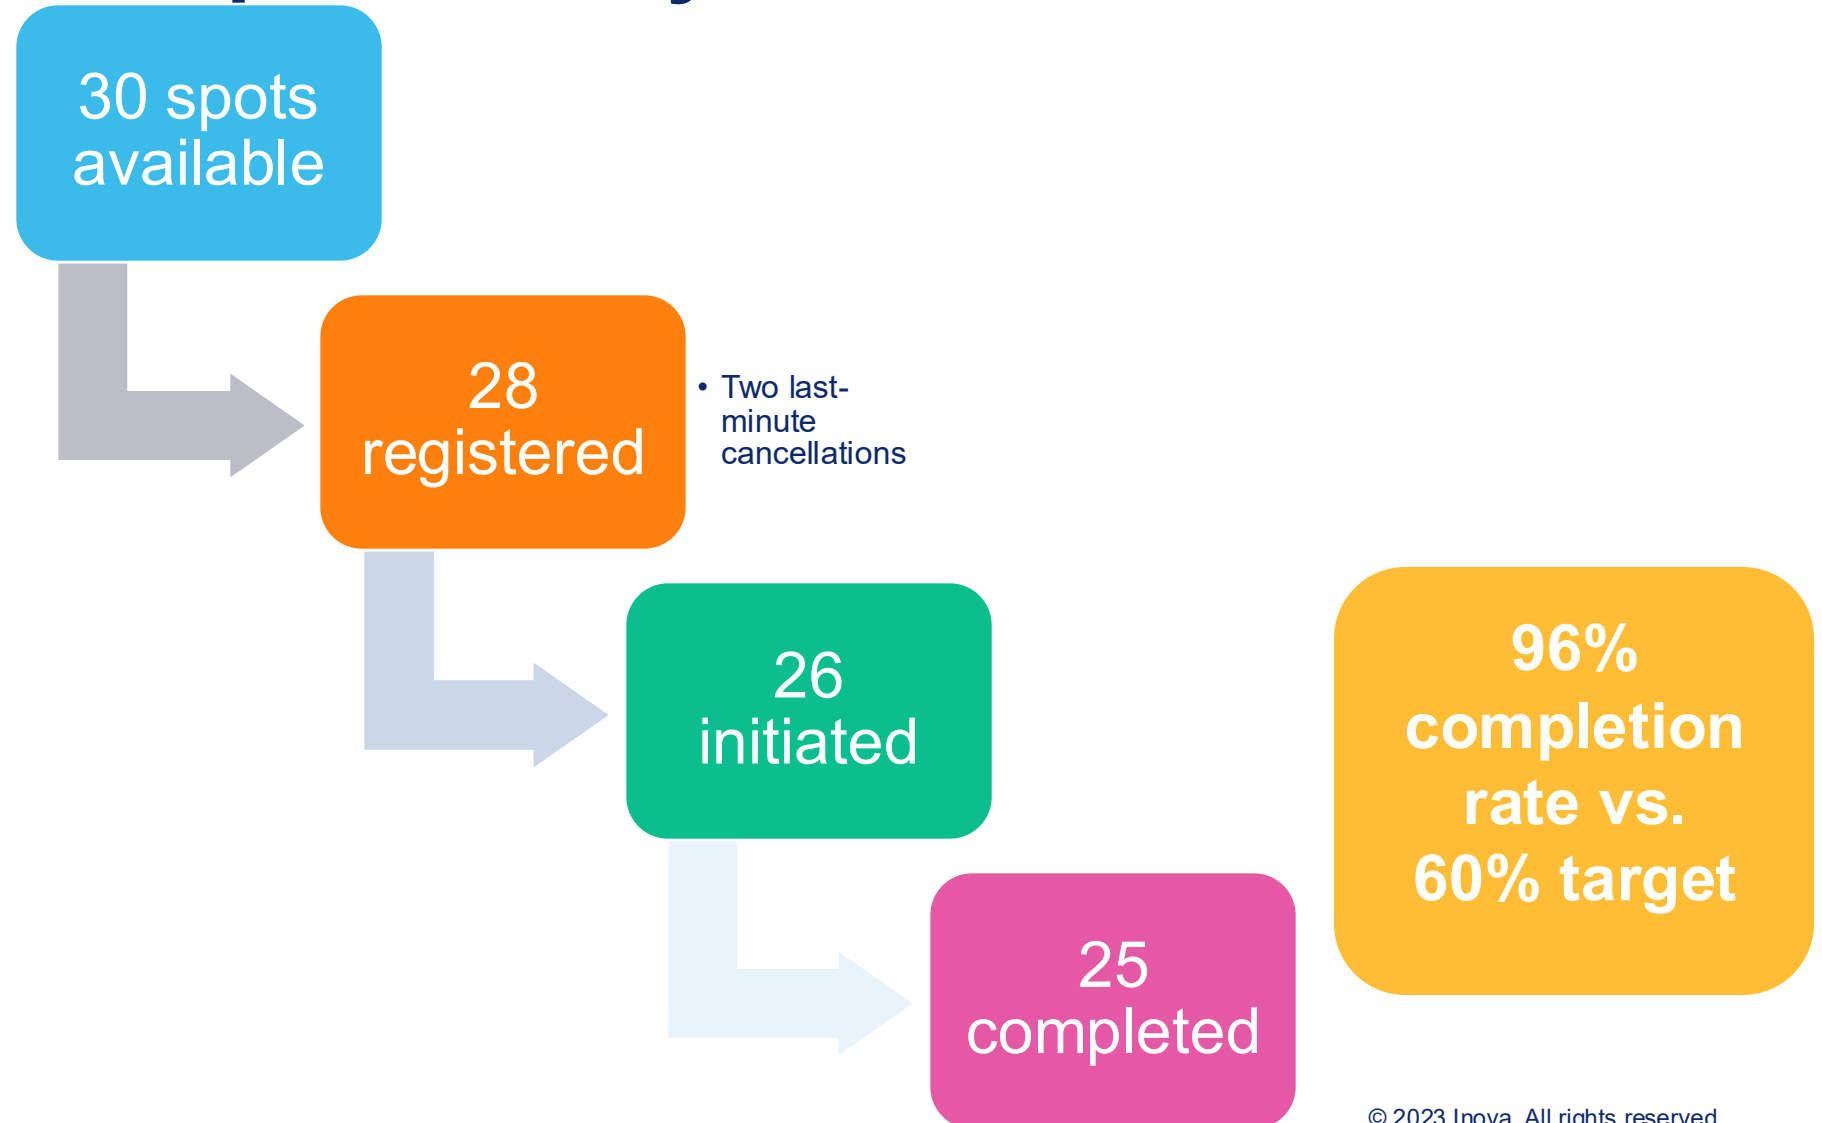 30 spots
available
28
registered
• Two last-
minute
cancellations
26
initiated
25
completed
96%
completion
rate vs.
60% target
© 2023 Inova. All rights reserved